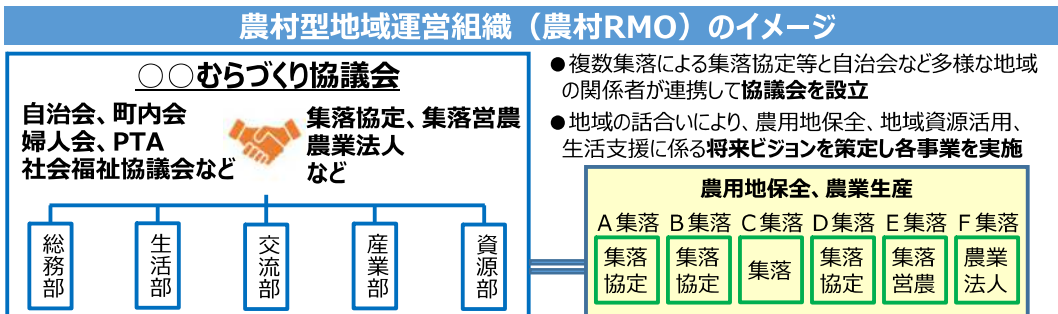 農村型地域運営組織（農村RMO）のイメージ
○○むらづくり協議会
自治会、町内会
婦人会、PTA
社会福祉協議会など
集落協定、集落営農
農業法人
など
総務部
生活部
交流部
産業部
資源部
●複数集落による集落協定等と自治会など多様な地域
の関係者が連携して協議会を設立
●地域の話合いにより、農用地保全、地域資源活用、
生活支援に係る将来ビジョンを策定し各事業を実施
農用地保全、農業生産
A集落 B集落 C集落 D集落 E集落 F集落
集落 集落 集落 集落 集落 農業
協定 協定 協定 営農 法人